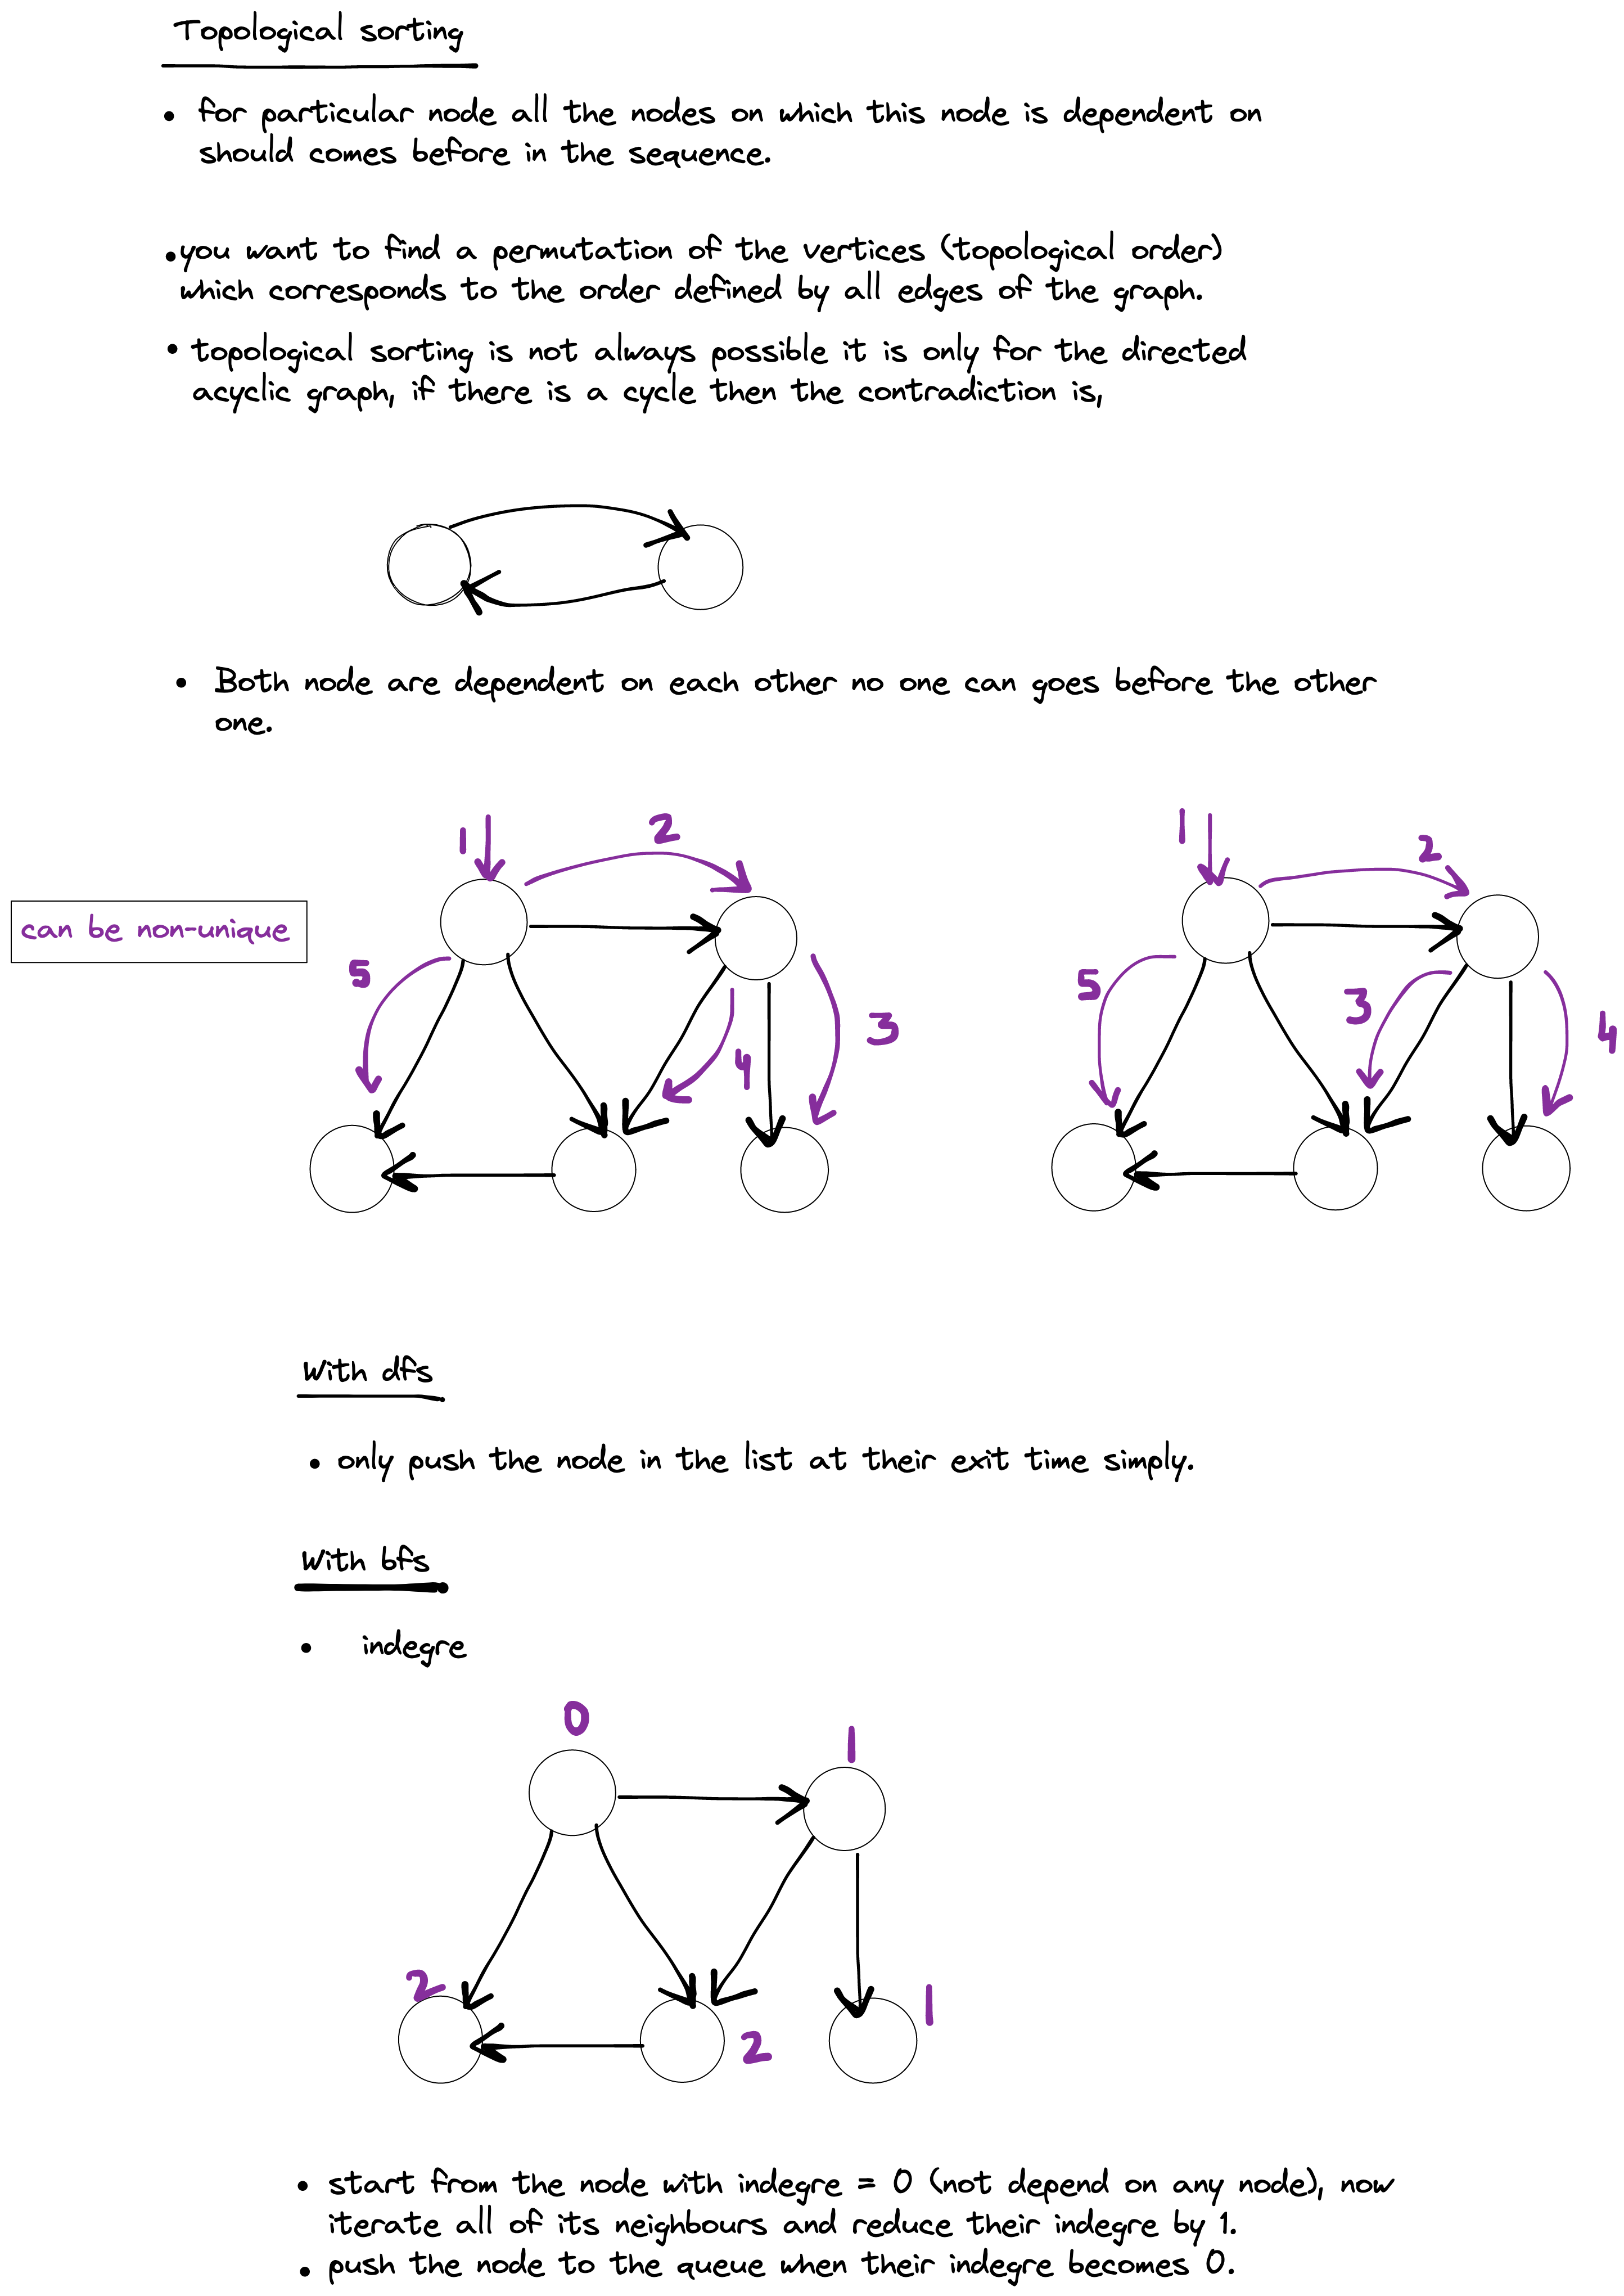 Topological sorting
• for particular node all the nodes on which this node is dependent on
should comes before in the sequence.
• you want to find a permutation of the vertices (topological order)
which corresponds to the order defined by all edges of the graph.
• topological sorting is not always possible it is only for the directed
acyclic graph, if there is a cycle then the contradiction is,
• Both node are dependent on each other no one can goes before the other
one.
1 2
can be non-unique
5 4 3
1 2
5 3 4
With dfs
• only push the node in the list at their exit time simply.
With bfs
• indegre
0 1
2 2 1
• start from the node with indegre = 0 (not depend on any node), now
iterate all of its neighbours and reduce their indegre by 1.
• push the node to the queue when their indegre becomes 0.